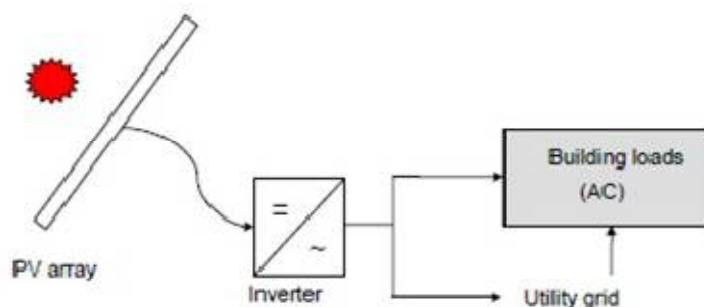 Building loads
(AC)
=
~
PV array
Inverter
Utility grid